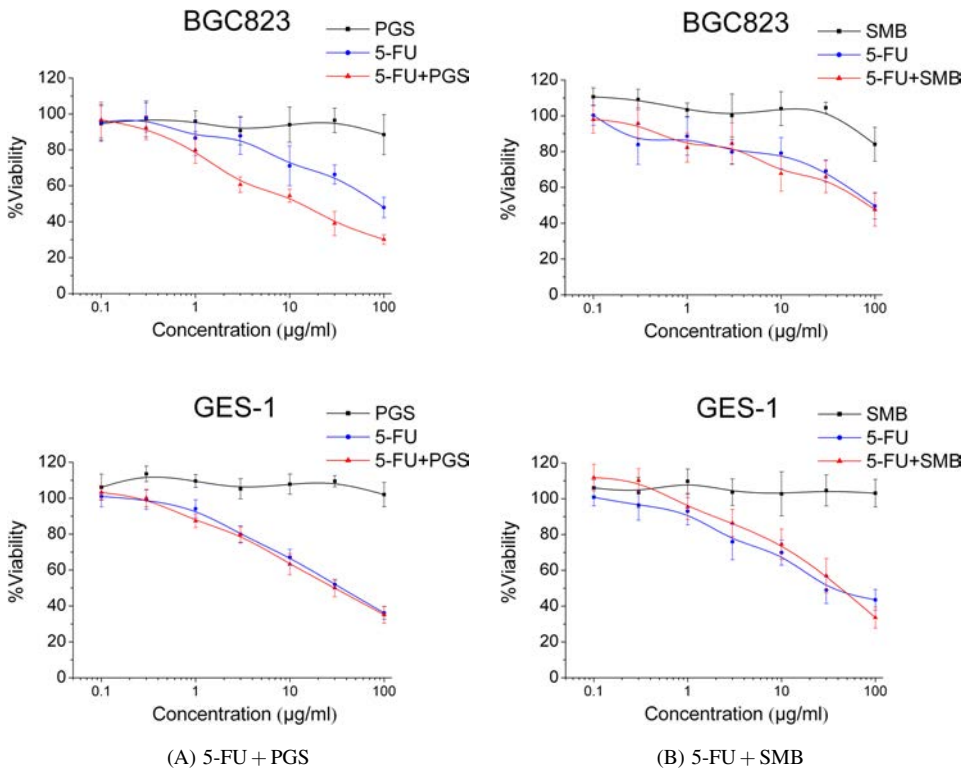 BGC823
PGS
5-FU
5-FU+PGS
%Viability
120
100
80
60
40
20
0
0.1
1
10
100
Concentration (μg/ml)
BGC823
SMB
5-FU
5-FU+SMB
%Viability
120
100
80
60
40
20
0
0.1
1
10
100
Concentration (μg/ml)
GES-1
PGS
5-FU
5-FU+PGS
%Viability
120
100
80
60
40
20
0
0.1
1
10
100
Concentration (μg/ml)
GES-1
SMB
5-FU
5-FU+SMB
%Viability
120
100
80
60
40
20
0
0.1
1
10
100
Concentration (μg/ml)
(A) 5-FU + PGS
(B) 5-FU + SMB